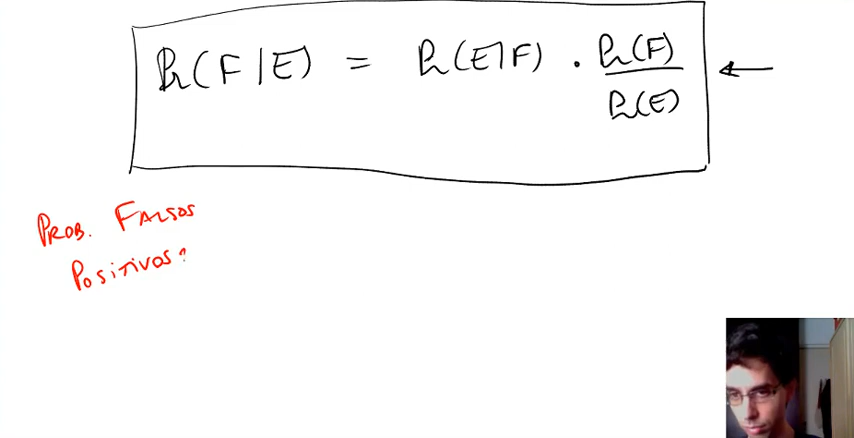 Pr(F|E) = Pr(E|F) · Pr(F)/Pr(E)
PROB. FALSOS
POSITIVOS?